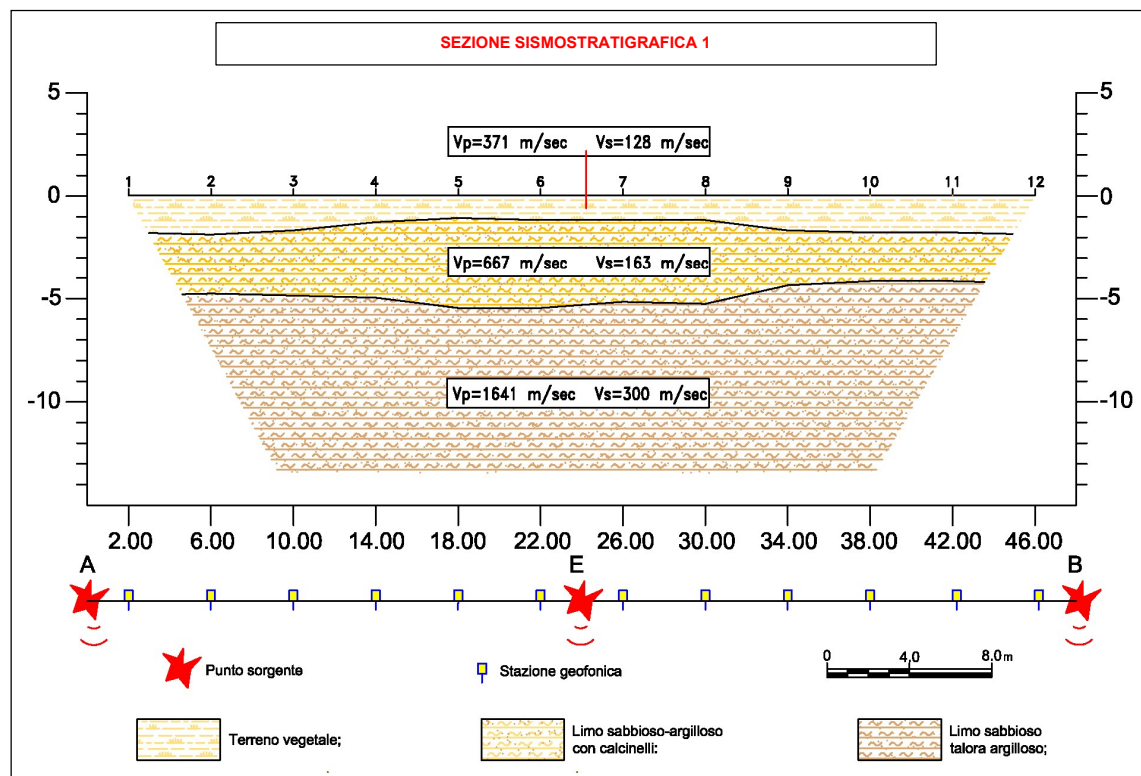 SEZIONE SISMOSTRATIGRAFICA 1
5 5
Vp=371 m/sec Vs=128 m/sec
1 2 3 4 5 6 7 8 9 10 11 12
0 0
Vp=667 m/sec Vs=163 m/sec
-5 -5
Vp=1641 m/sec Vs=300 m/sec
-10 -10
2.00 6.00 10.00 14.00 18.00 22.00 26.00 30.00 34.00 38.00 42.00 46.00
A E B
Punto sorgente Stazione geofonica 0 4.0 8.0 m
Terreno vegetale; Limo sabbioso-argilloso Limo sabbioso
con calcinelli: talora argilloso;